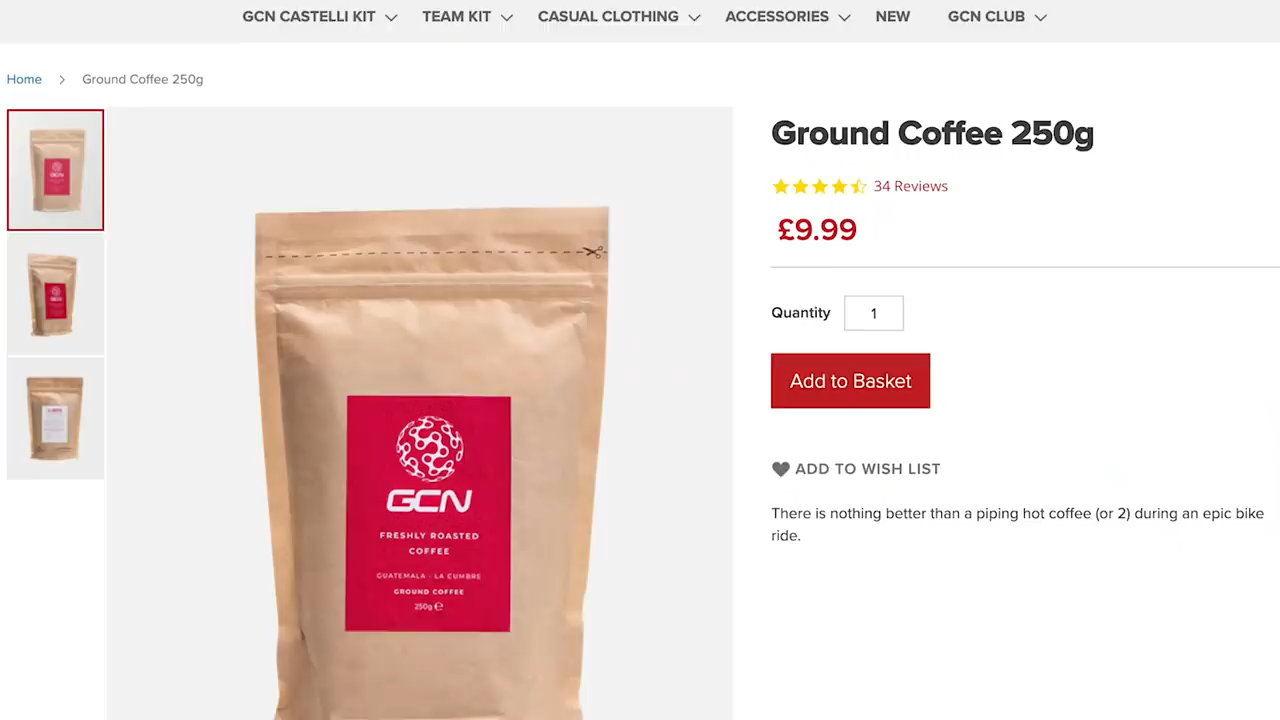 GCN CASTELLI KIT
TEAM KIT
CASUAL CLOTHING
ACCESSORIES
NEW
GCN CLUB
Home > Ground Coffee 250g
Ground Coffee 250g
34 Reviews
£9.99
Quantity 1
Add to Basket
ADD TO WISH LIST
There is nothing better than a piping hot coffee (or 2) during an epic bike
ride.
GCN
FRESHLY ROASTED
COFFEE
GUATEMALA - LA CUMBRE
GROUND COFFEE
250g ℮